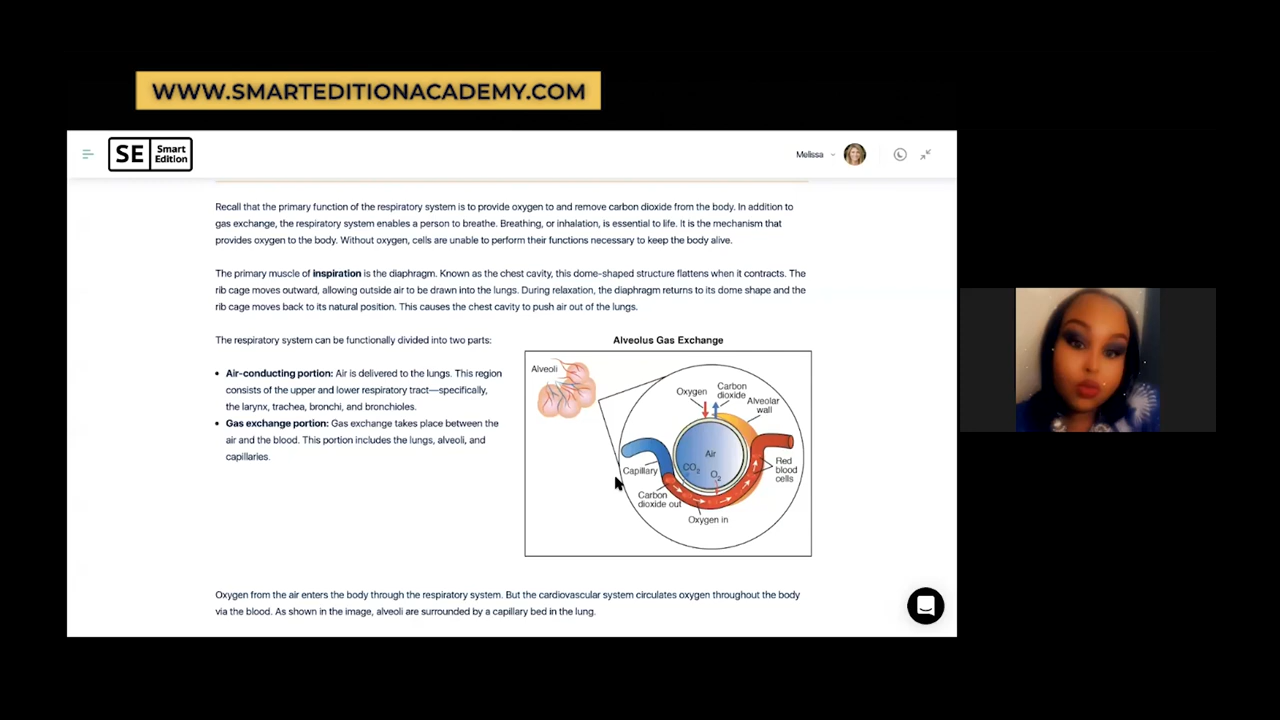 WWW.SMARTEDITIONACADEMY.COM
SE Smart
Edition
Melissa
Recall that the primary function of the respiratory system is to provide oxygen to and remove carbon dioxide from the body. In addition to
gas exchange, the respiratory system enables a person to breathe. Breathing, or inhalation, is essential to life. It is the mechanism that
provides oxygen to the body. Without oxygen, cells are unable to perform their functions necessary to keep the body alive.
The primary muscle of inspiration is the diaphragm. Known as the chest cavity, this dome-shaped structure flattens when it contracts. The
rib cage moves outward, allowing outside air to be drawn into the lungs. During relaxation, the diaphragm returns to its dome shape and the
rib cage moves back to its natural position. This causes the chest cavity to push air out of the lungs.
The respiratory system can be functionally divided into two parts:
• Air-conducting portion: Air is delivered to the lungs. This region
consists of the upper and lower respiratory tract—specifically,
the larynx, trachea, bronchi, and bronchioles.
• Gas exchange portion: Gas exchange takes place between the
air and the blood. This portion includes the lungs, alveoli, and
capillaries.
Alveolus Gas Exchange
Alveoli
Oxygen
Carbon
dioxide
Alveolar
wall
Air
CO2
O2
Capillary
Red
blood
cells
Carbon
dioxide out
Oxygen in
Oxygen from the air enters the body through the respiratory system. But the cardiovascular system circulates oxygen throughout the body
via the blood. As shown in the image, alveoli are surrounded by a capillary bed in the lung.